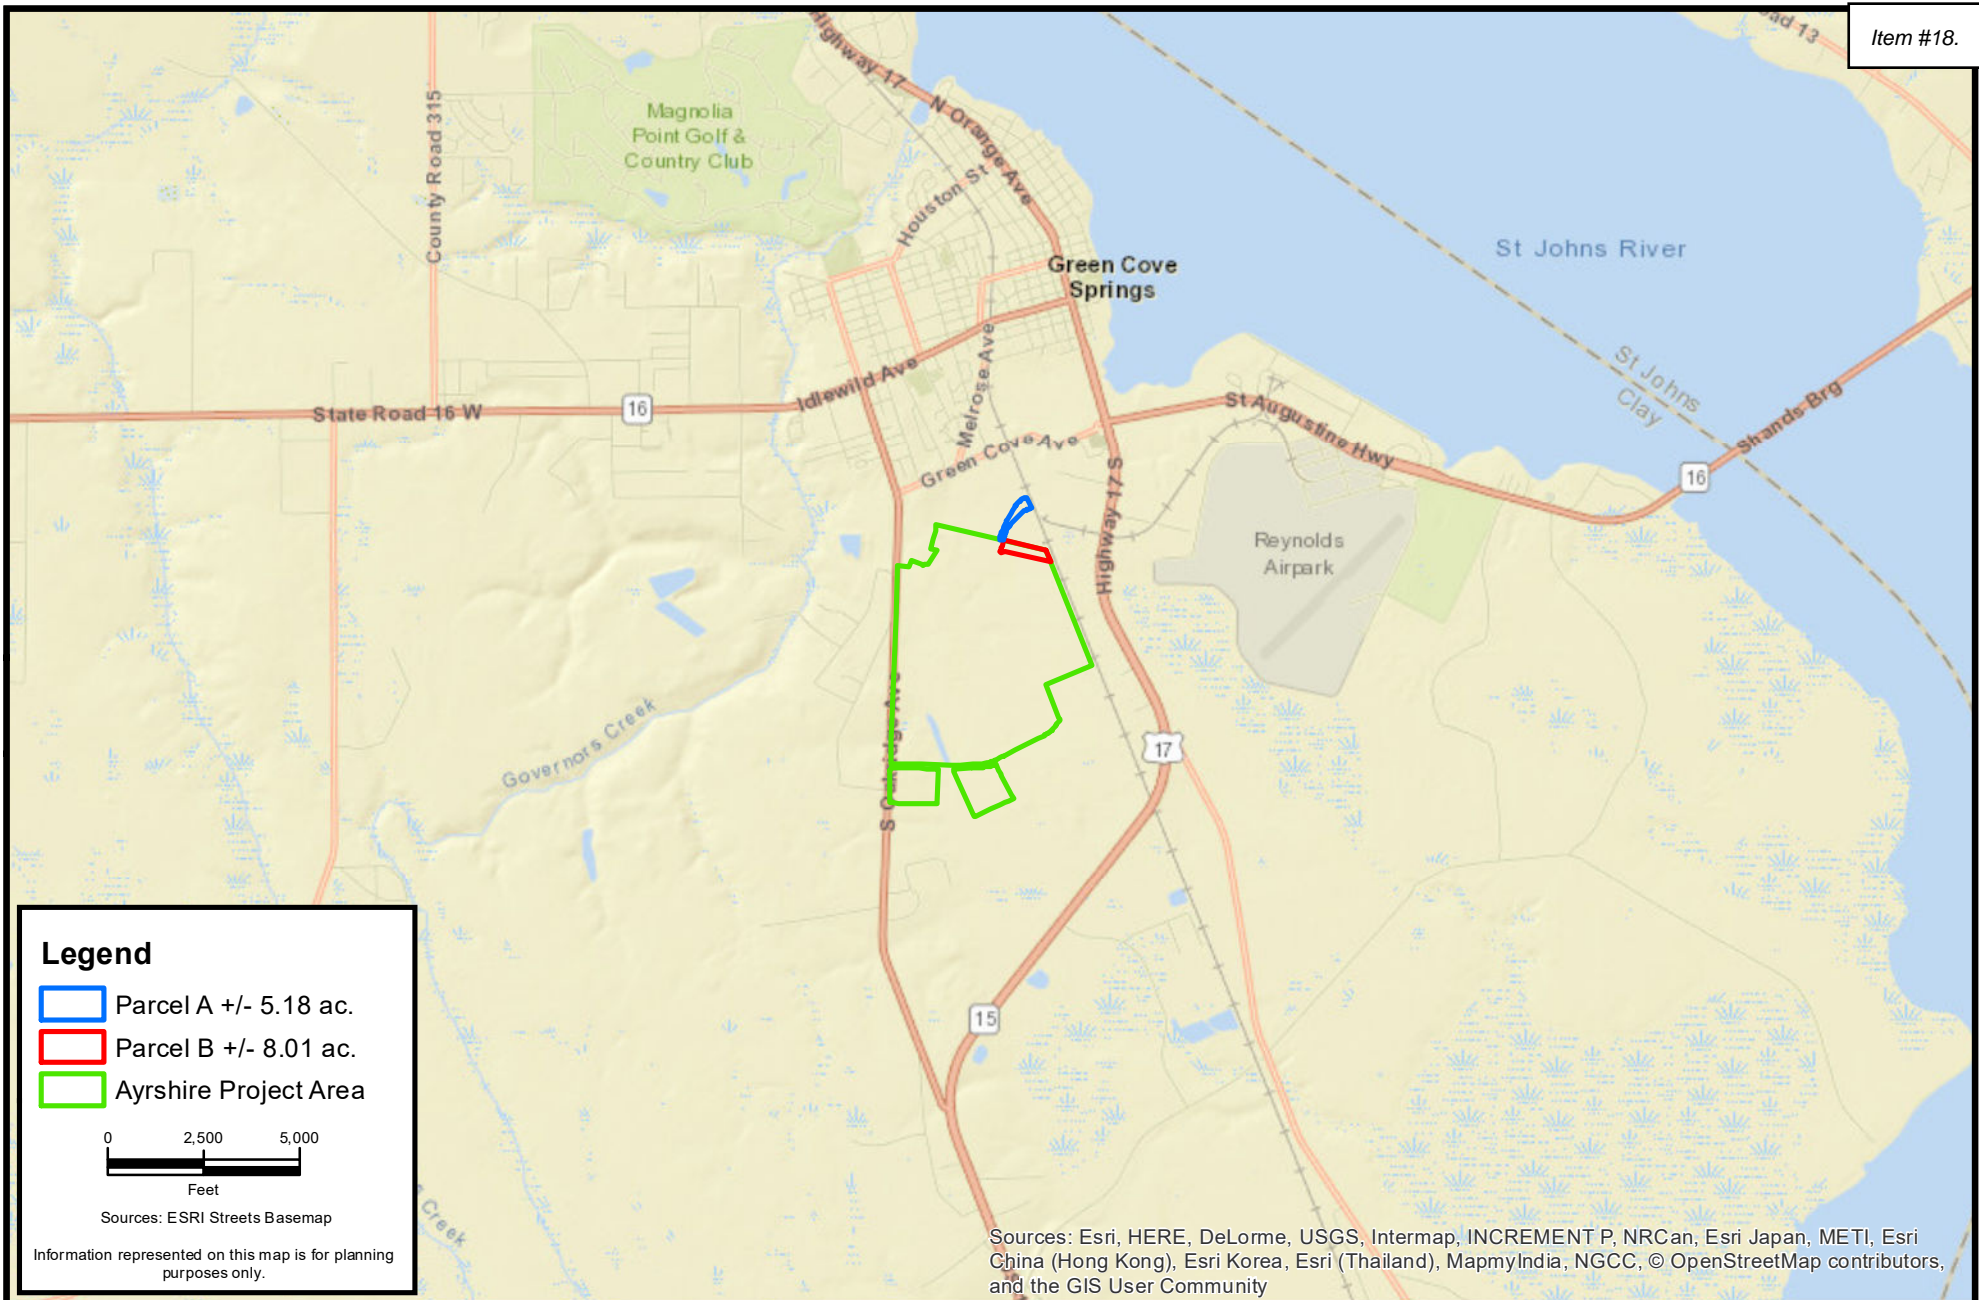 Item #18.
Highway 17
oad 13
N Orange Ave
County Road 315
Magnolia
Point Golf &
Country Club
Houston St
St Johns River
Green Cove
Springs
Melrose Ave
Idlewild Ave
State Road 16 W
16
St Johns
Clay
Shands Brg
St Augustine Hwy
Green Cove Ave
16
Highway 17 S
Reynolds
Airpark
Governors Creek
S Oakridge Ave
17
15
Legend
Parcel A +/- 5.18 ac.
Parcel B +/- 8.01 ac.
Ayrshire Project Area
0 2,500 5,000
Feet
Sources: ESRI Streets Basemap
Information represented on this map is for planning
purposes only.
Creek
Sources: Esri, HERE, DeLorme, USGS, Intermap, INCREMENT P, NRCan, Esri Japan, METI, Esri
China (Hong Kong), Esri Korea, Esri (Thailand), MapmyIndia, NGCC, © OpenStreetMap contributors,
and the GIS User Community